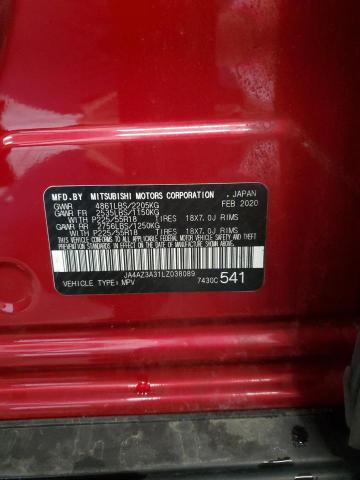 MFD.BY MITSUBISHI MOTORS CORPORATION , JAPAN
GVWR 4861LBS/2205KG FEB 2020
GAWR FR 2535LBS/1150KG
WITH P225/55R18 TIRES 18X7.0J RIMS
GAWR RR 2756LBS/1250KG
WITH P225/55R18 TIRES 18X7.0J RIMS
JA4AZ3A31LZ038089
VEHICLE TYPE: MPV 7430C 541